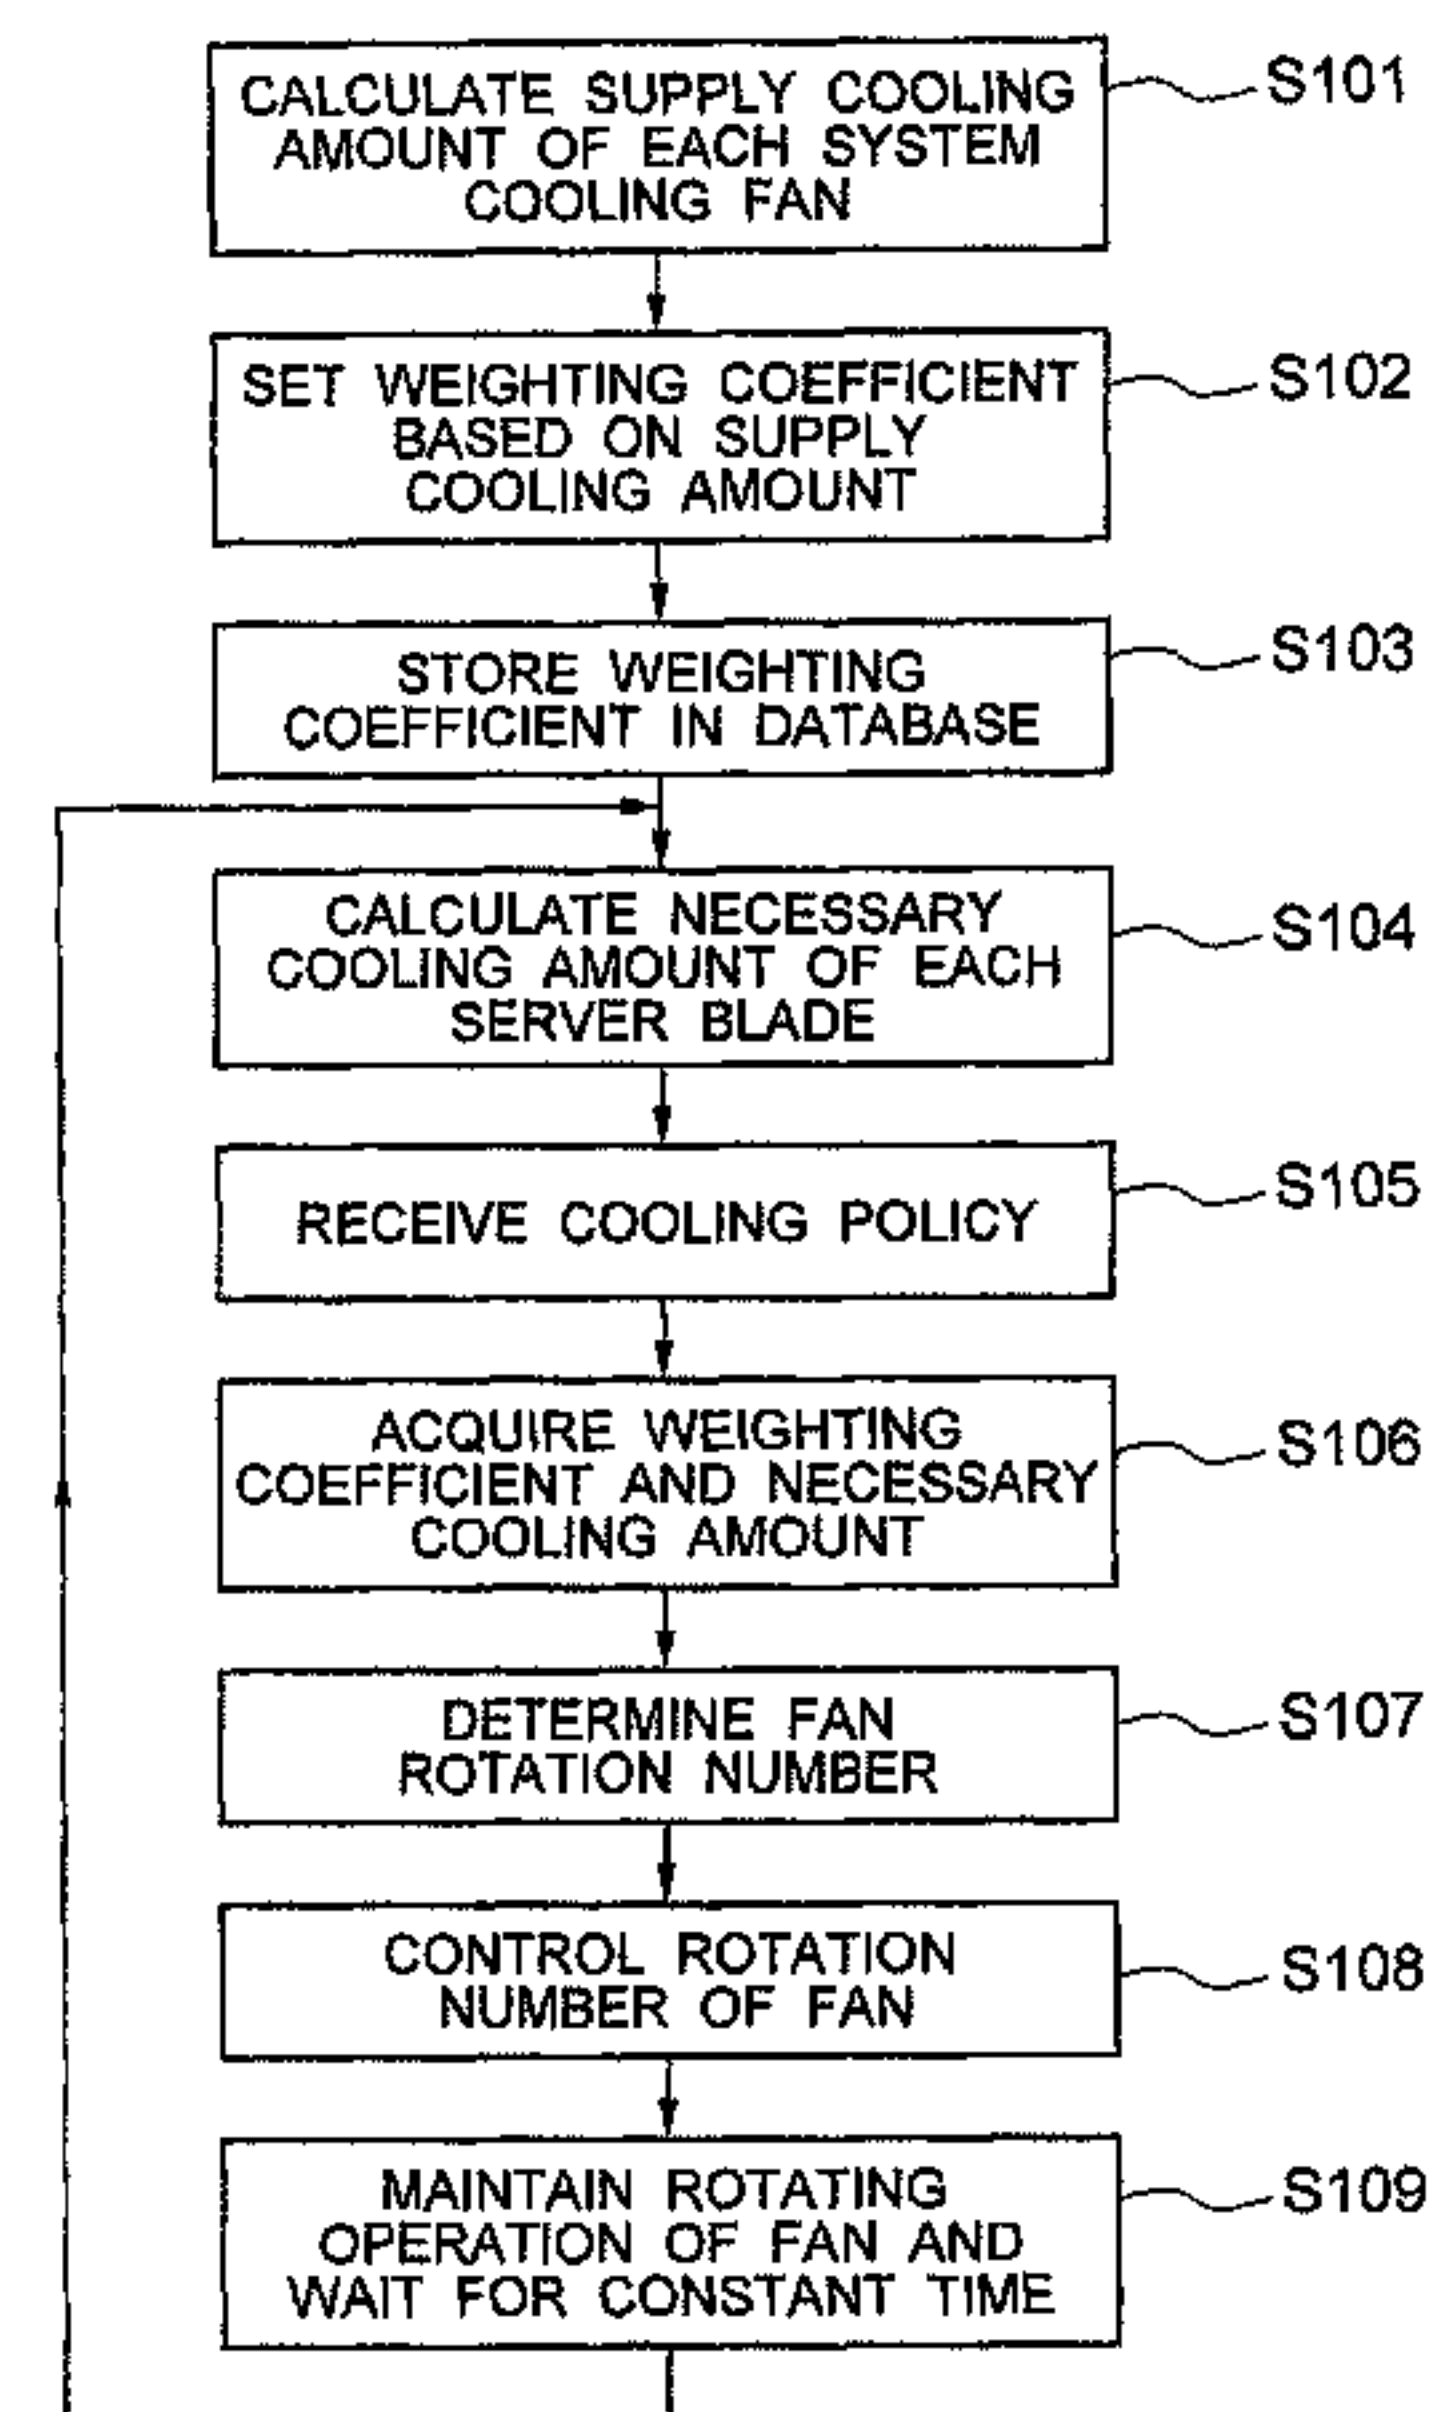 CALCULATE SUPPLY COOLING
AMOUNT OF EACH SYSTEM
COOLING FAN
S101
SET WEIGHTING COEFFICIENT
BASED ON SUPPLY
COOLING AMOUNT
S102
STORE WEIGHTING
COEFFICIENT IN DATABASE
S103
CALCULATE NECESSARY
COOLING AMOUNT OF EACH
SERVER BLADE
S104
RECEIVE COOLING POLICY
S105
ACQUIRE WEIGHTING
COEFFICIENT AND NECESSARY
COOLING AMOUNT
S106
DETERMINE FAN
ROTATION NUMBER
S107
CONTROL ROTATION
NUMBER OF FAN
S108
MAINTAIN ROTATING
OPERATION OF FAN AND
WAIT FOR CONSTANT TIME
S109